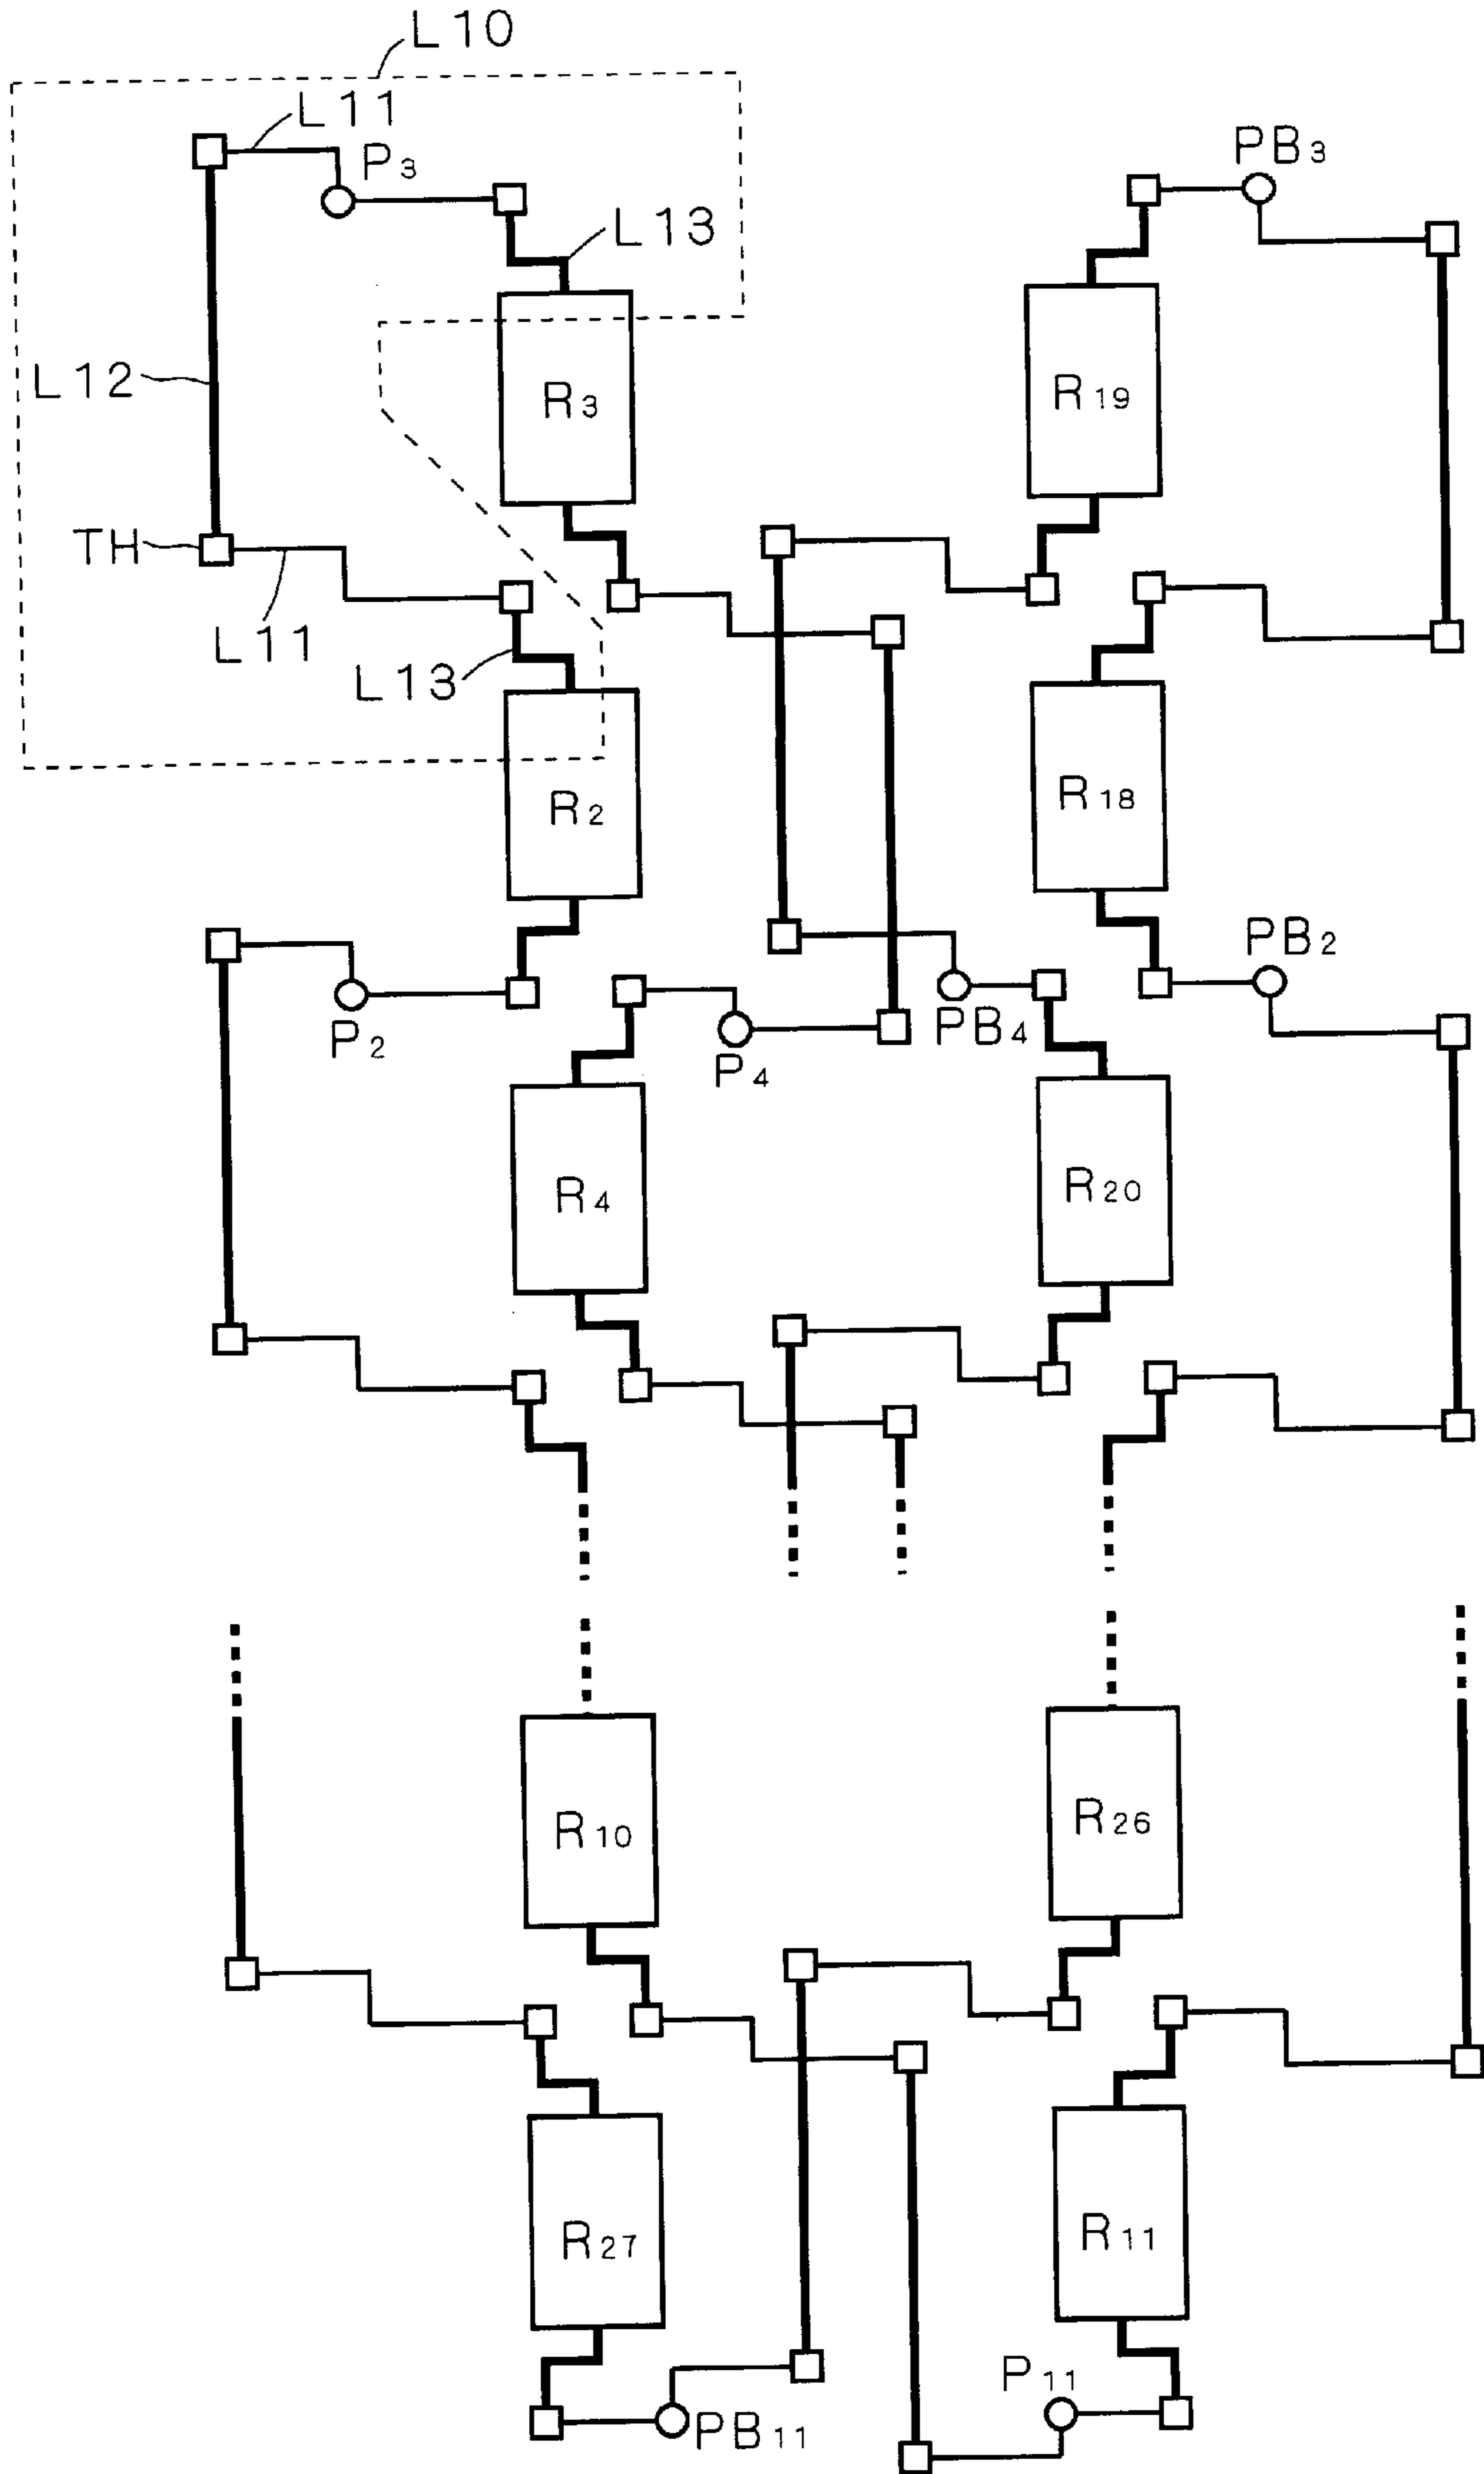 L10
L11
P3
PB3
L13
L12
R3
R19
TH
L11
L13
R2
R18
PB2
P2
PB4
P4
R4
R20
R10
R26
R27
R11
P11
PB11